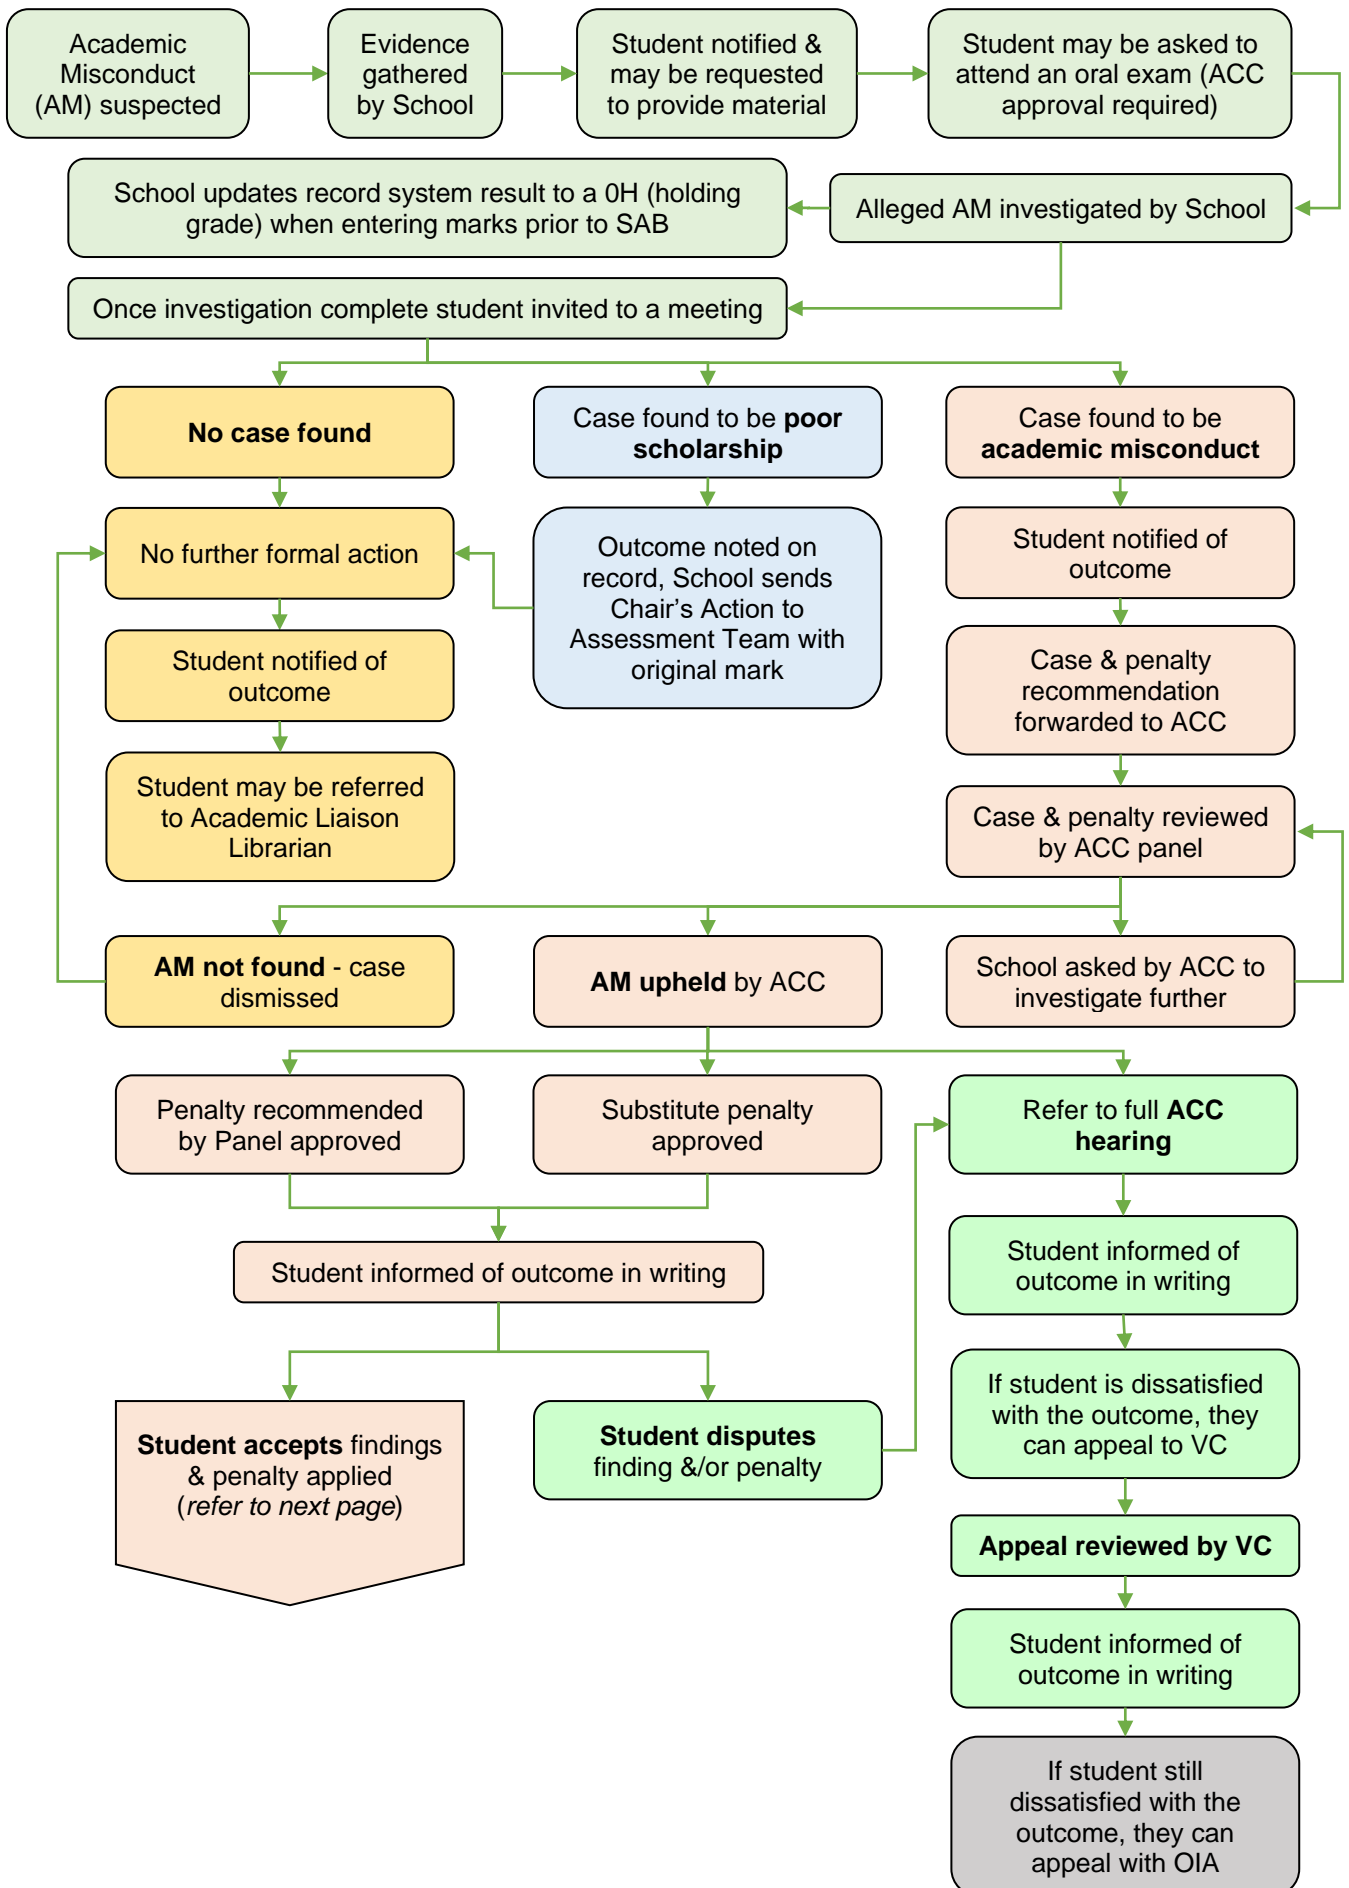 Academic
Misconduct
(AM) suspected
Evidence
gathered
by School
Student notified &
may be requested
to provide material
Student may be asked to
attend an oral exam (ACC
approval required)
School updates record system result to a 0H (holding
grade) when entering marks prior to SAB
Alleged AM investigated by School
Once investigation complete student invited to a meeting
No case found
Case found to be poor
scholarship
Case found to be
academic misconduct
No further formal action
Outcome noted on
record, School sends
Chair’s Action to
Assessment Team with
original mark
Student notified of
outcome
Student notified of
outcome
Case & penalty
recommendation
forwarded to ACC
Student may be referred
to Academic Liaison
Librarian
Case & penalty reviewed
by ACC panel
AM not found - case
dismissed
AM upheld by ACC
School asked by ACC to
investigate further
Penalty recommended
by Panel approved
Substitute penalty
approved
Refer to full ACC
hearing
Student informed of outcome in writing
Student informed of
outcome in writing
If student is dissatisfied
with the outcome, they
can appeal to VC
Student accepts findings
& penalty applied
(refer to next page)
Student disputes
finding &/or penalty
Appeal reviewed by VC
Student informed of
outcome in writing
If student still
dissatisfied with the
outcome, they can
appeal with OIA